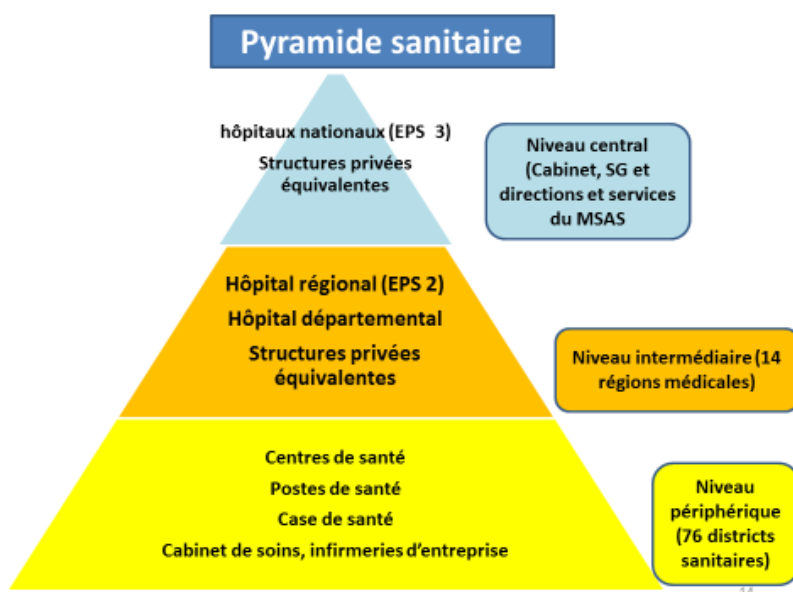 Pyramide sanitaire
hôpitaux nationaux (EPS 3)
Structures privées
équivalentes
Niveau central
(Cabinet, SG et
directions et services
du MSAS
Hôpital régional (EPS 2)
Hôpital départemental
Structures privées
équivalentes
Niveau intermédiaire (14
régions médicales)
Centres de santé
Postes de santé
Case de santé
Cabinet de soins, infirmeries d’entreprise
Niveau
périphérique
(76 districts
sanitaires)